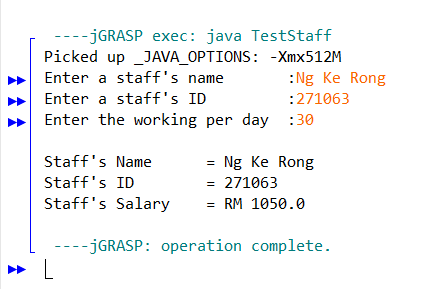 ----jGRASP exec: java TestStaff
Picked up _JAVA_OPTIONS: -Xmx512M
Enter a staff's name       :Ng Ke Rong
Enter a staff's ID         :271063
Enter the working per day  :30
Staff's Name      = Ng Ke Rong
Staff's ID        = 271063
Staff's Salary    = RM 1050.0
----jGRASP: operation complete.